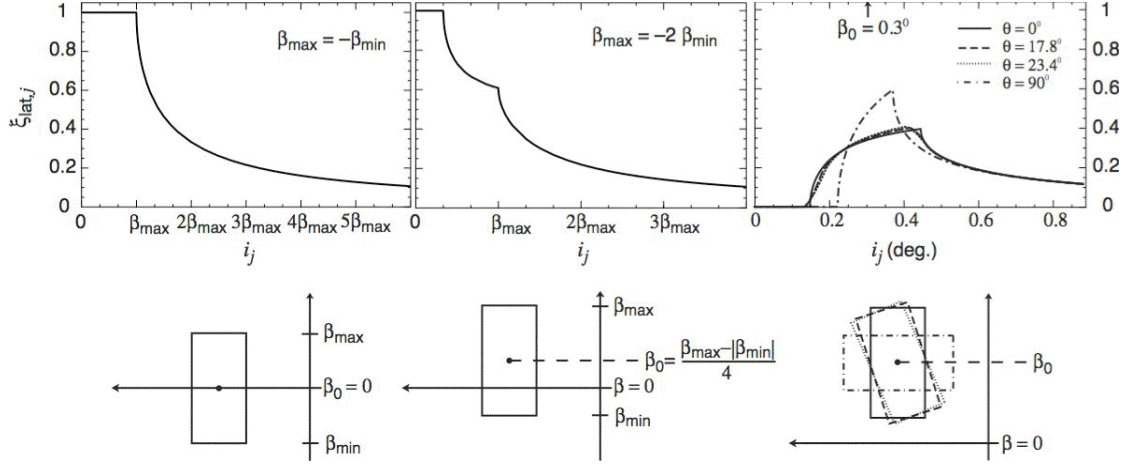 1
0.8
0.6
0.4
0.2
0
ξlat,j
βmax = −βmin
0 βmax 2βmax 3βmax 4βmax 5βmax
ij
βmax = −2 βmin
0 βmax 2βmax 3βmax
ij
β0 = 0.3°
θ = 0°
θ = 17.8°
θ = 23.4°
θ = 90°
1
0.8
0.6
0.4
0.2
0
0 0.2 0.4 0.6 0.8
ij (deg.)
βmax
β0 = 0
βmin
βmax
β0 = βmax−|βmin|
4
β = 0
βmin
β0
β = 0